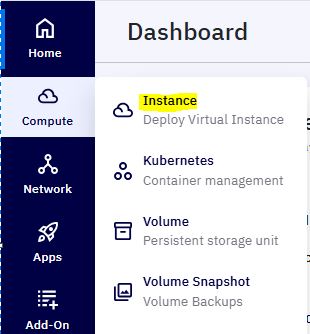 Home
Compute
Network
Apps
Add-On
Dashboard
Instance
Deploy Virtual Instance
Kubernetes
Container management
Volume
Persistent storage unit
Volume Snapshot
Volume Backups